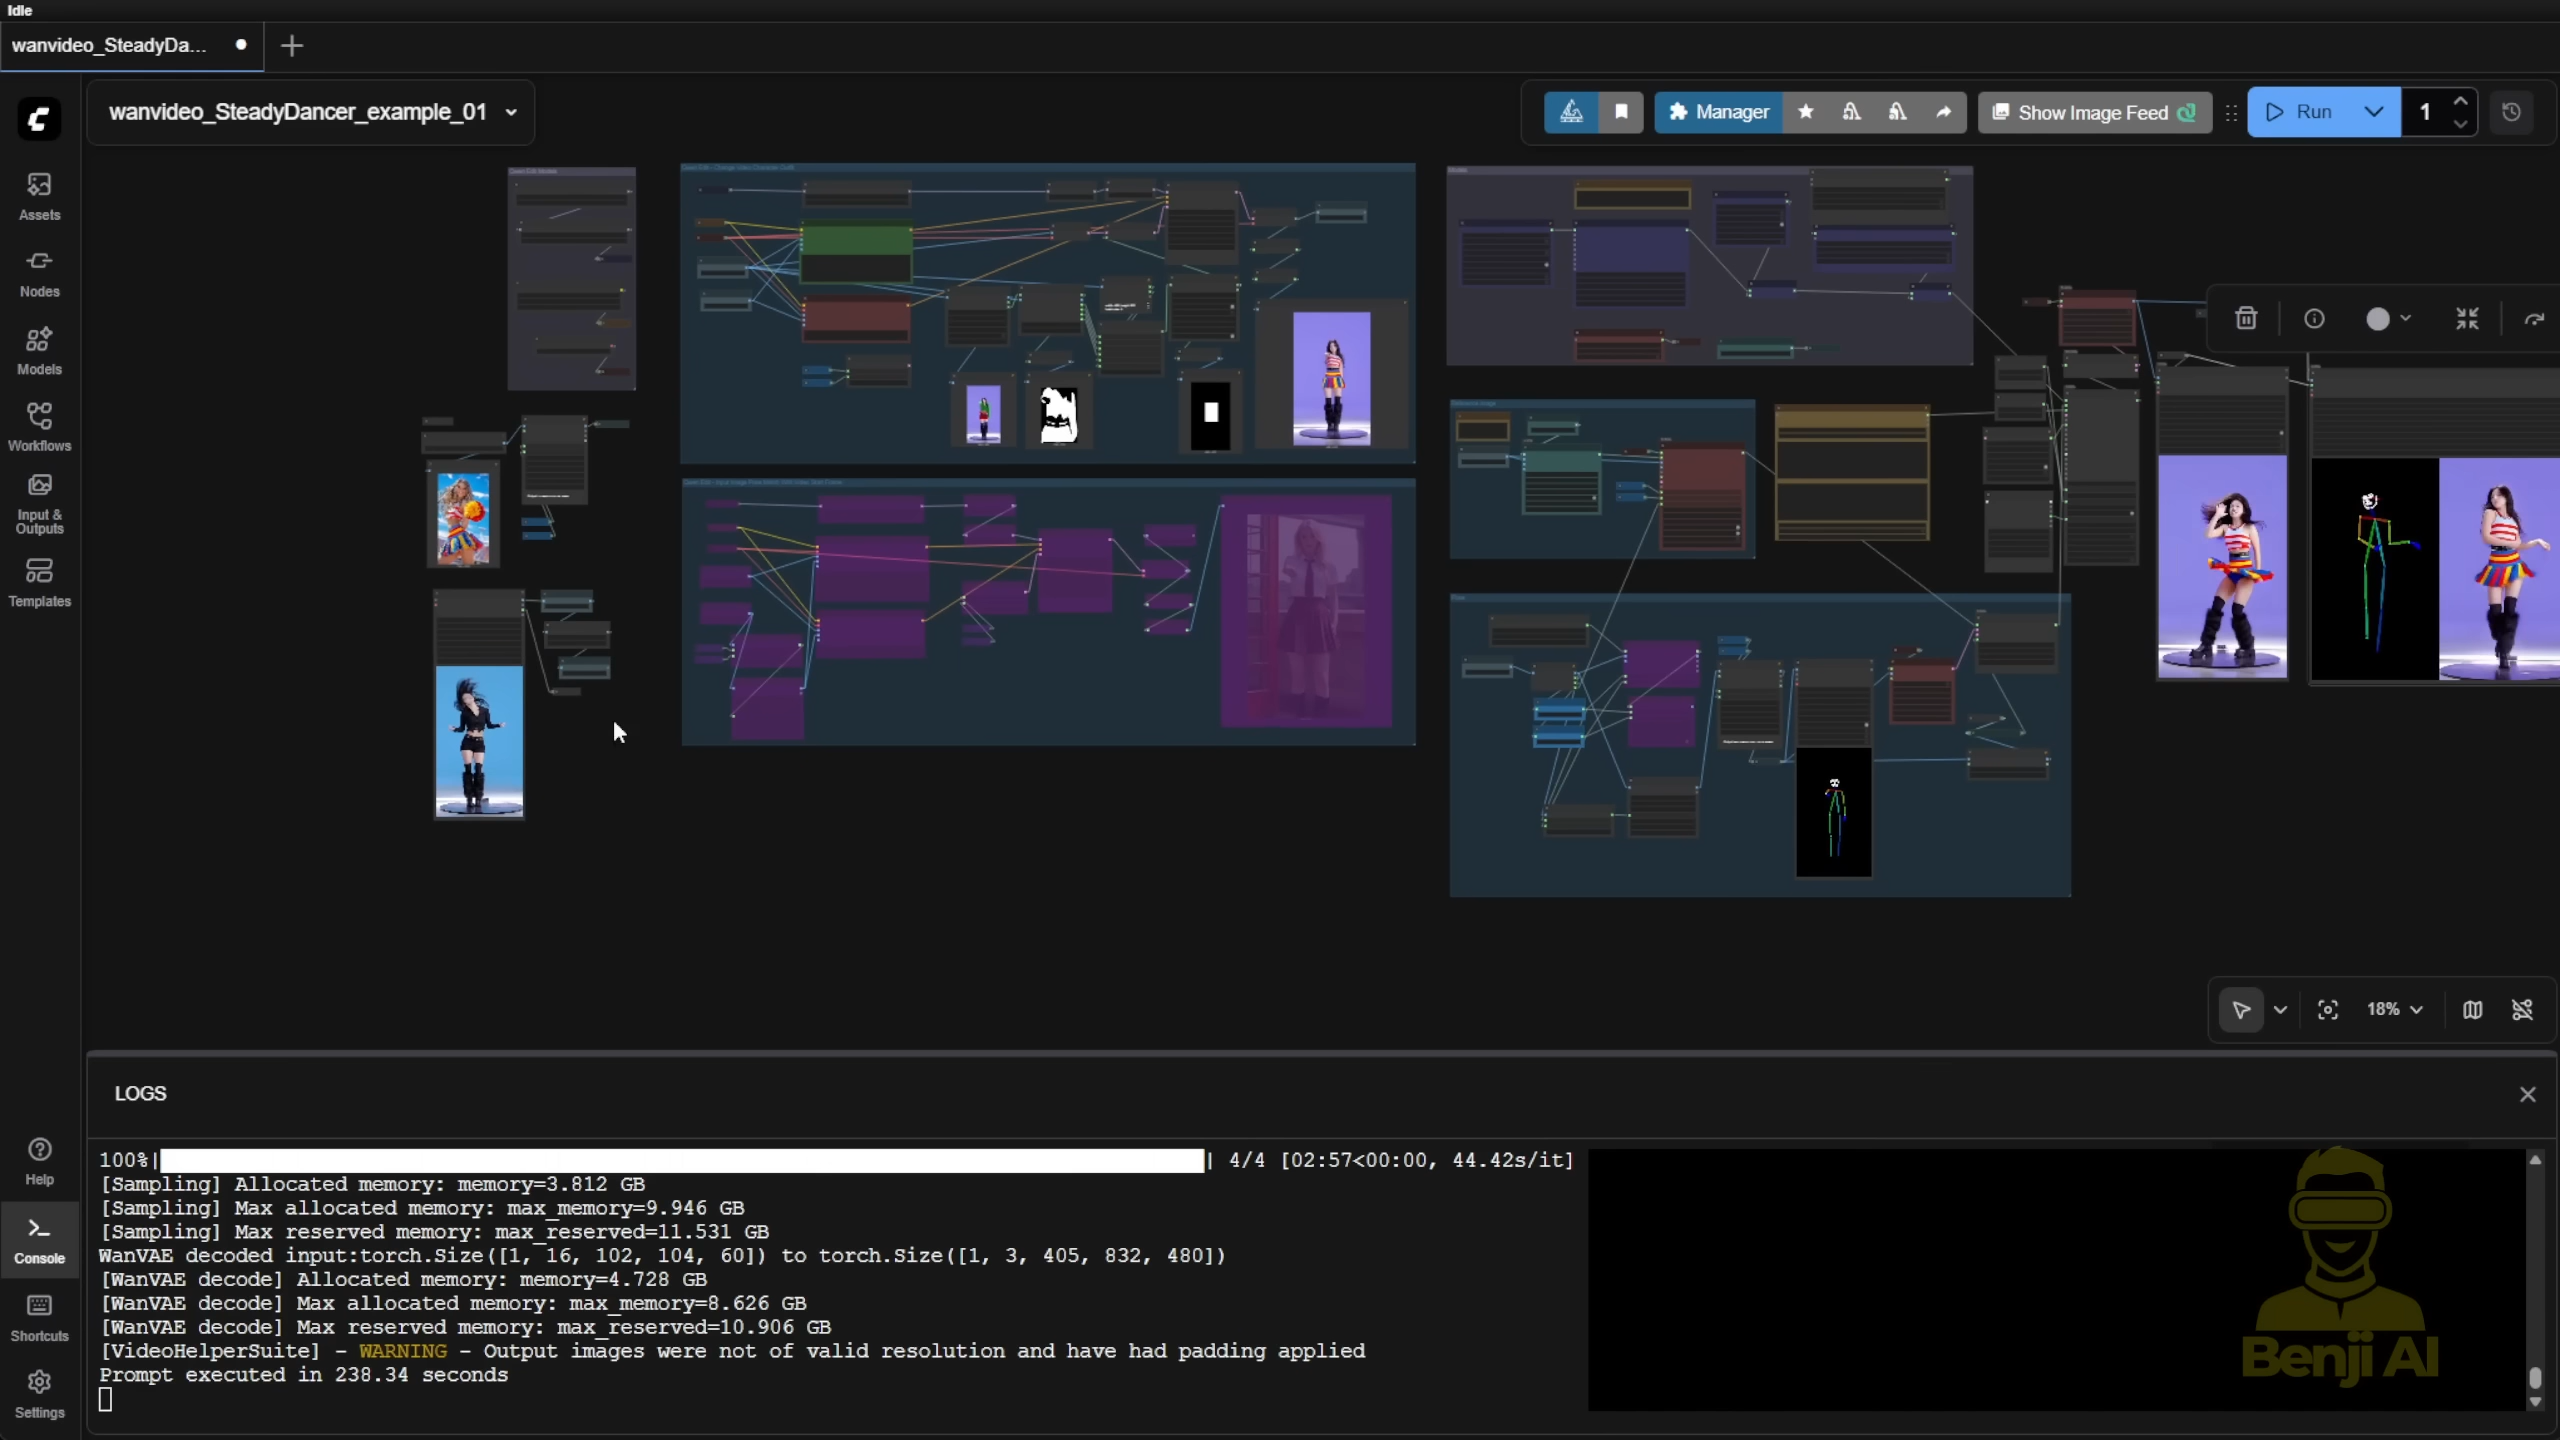 Idle
wanvideo_SteadyDa...
wanvideo_SteadyDancer_example_01
Manager
Show Image Feed
Run
1
Assets
Nodes
Models
Workflows
Input &
Outputs
Templates
Help
Console
Shortcuts
Settings
18%
LOGS
100%| | 4/4 [02:57<00:00, 44.42s/it]
[Sampling] Allocated memory: memory=3.812 GB
[Sampling] Max allocated memory: max_memory=9.946 GB
[Sampling] Max reserved memory: max_reserved=11.531 GB
WanVAE decoded input:torch.Size([1, 16, 102, 104, 60]) to torch.Size([1, 3, 405, 832, 480])
[WanVAE decode] Allocated memory: memory=4.728 GB
[WanVAE decode] Max allocated memory: max_memory=8.626 GB
[WanVAE decode] Max reserved memory: max_reserved=10.906 GB
[VideoHelperSuite] - WARNING - Output images were not of valid resolution and have had padding applied
Prompt executed in 238.34 seconds
Benji AI